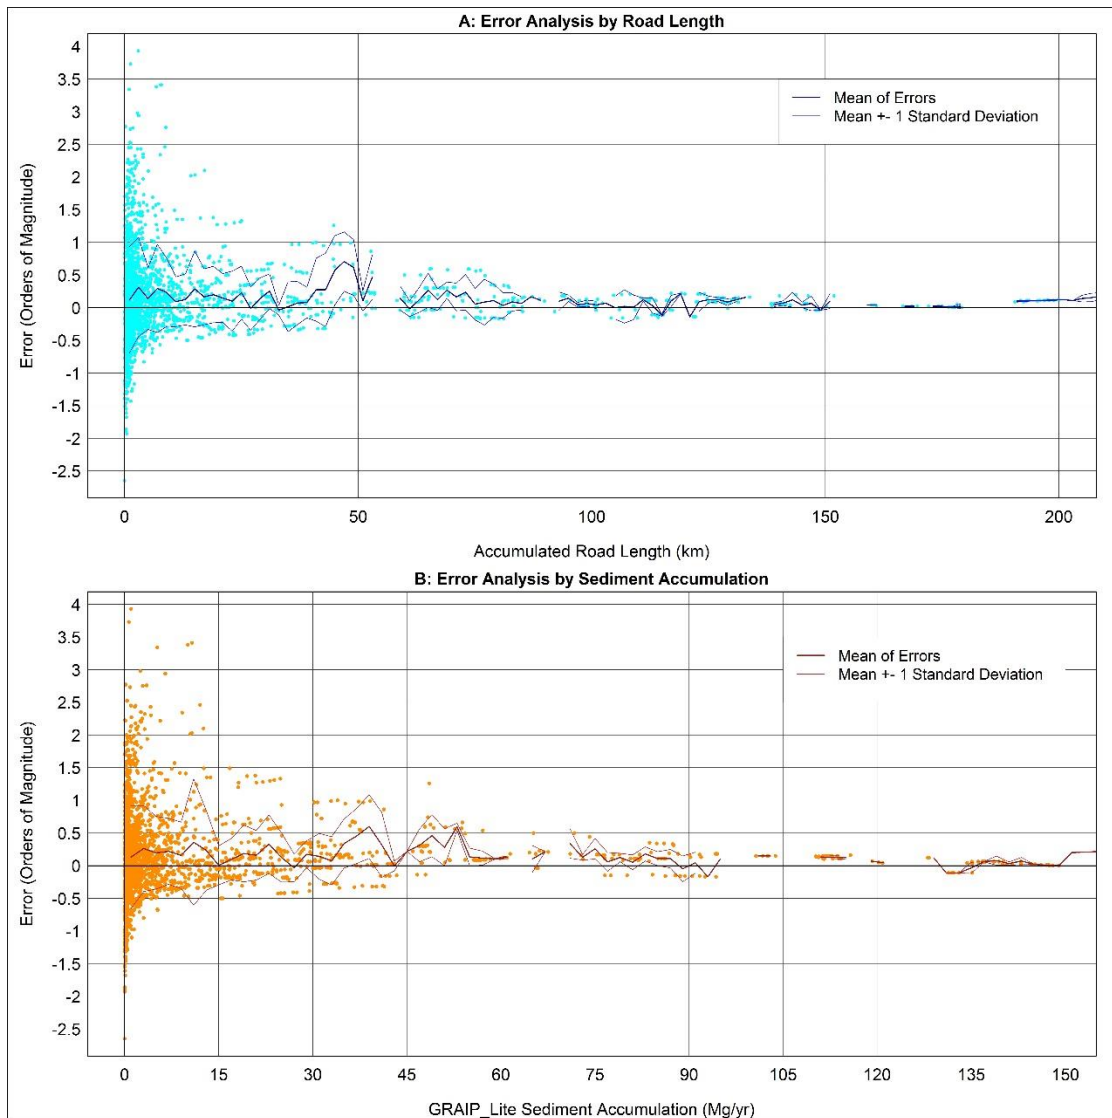 A: Error Analysis by Road Length
4
3.5
3
2.5
2
1.5
1
0.5
0
-0.5
-1
-1.5
-2
-2.5
Error (Orders of Magnitude)
Mean of Errors
Mean +- 1 Standard Deviation
0 50 100 150 200
Accumulated Road Length (km)
B: Error Analysis by Sediment Accumulation
4
3.5
3
2.5
2
1.5
1
0.5
0
-0.5
-1
-1.5
-2
-2.5
Error (Orders of Magnitude)
Mean of Errors
Mean +- 1 Standard Deviation
0 15 30 45 60 75 90 105 120 135 150
GRAIP_Lite Sediment Accumulation (Mg/yr)